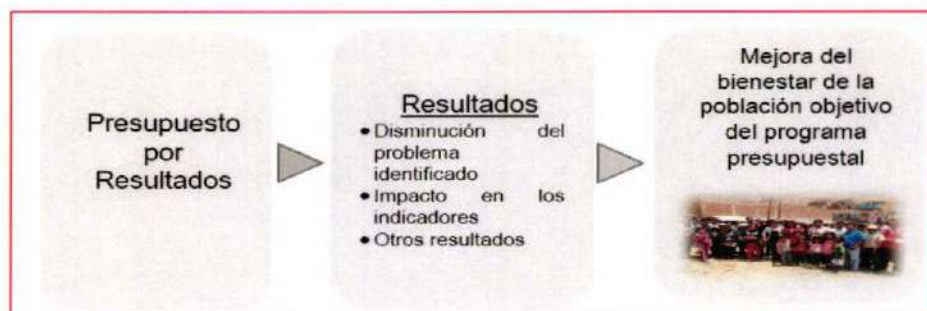 Presupuesto
por
Resultados
Resultados
• Disminución del
problema
identificado
• Impacto en los
indicadores
• Otros resultados
Mejora del
bienestar de la
población objetivo
del programa
presupuestal